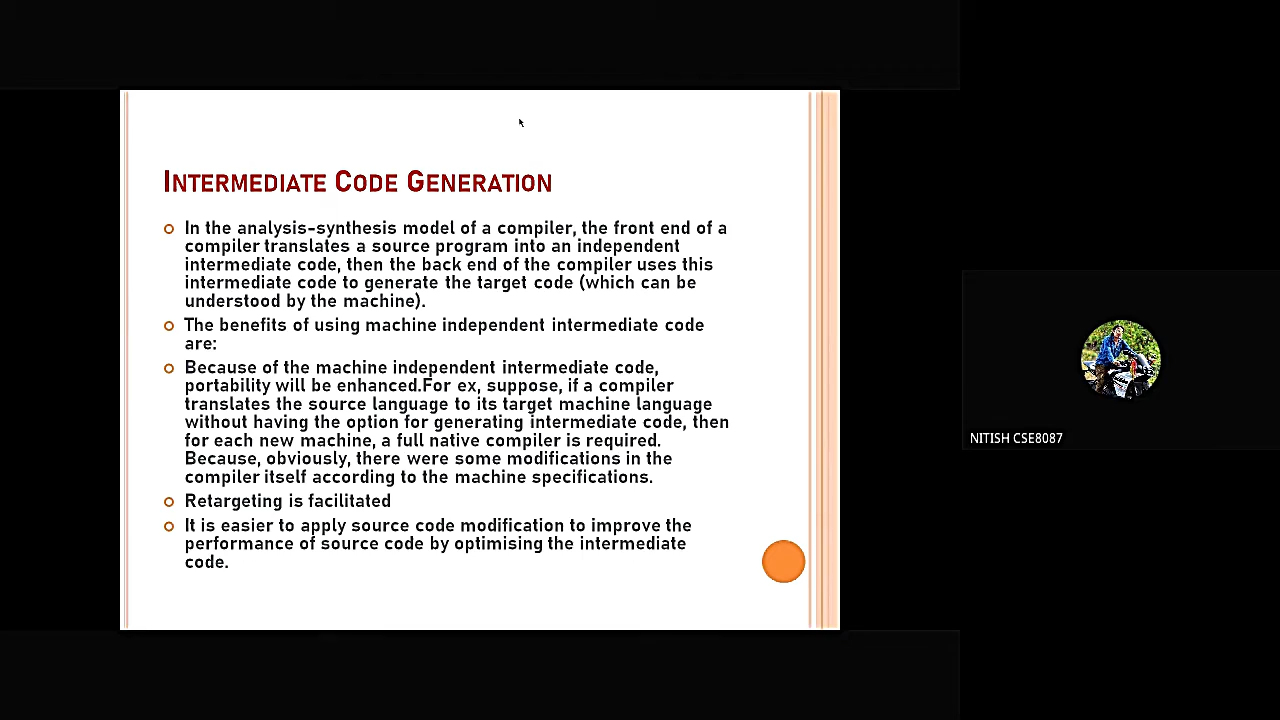 INTERMEDIATE CODE GENERATION
In the analysis-synthesis model of a compiler, the front end of a
compiler translates a source program into an independent
intermediate code, then the back end of the compiler uses this
intermediate code to generate the target code (which can be
understood by the machine).
The benefits of using machine independent intermediate code
are:
Because of the machine independent intermediate code,
portability will be enhanced.For ex, suppose, if a compiler
translates the source language to its target machine language
without having the option for generating intermediate code, then
for each new machine, a full native compiler is required.
Because, obviously, there were some modifications in the
compiler itself according to the machine specifications.
Retargeting is facilitated
It is easier to apply source code modification to improve the
performance of source code by optimising the intermediate
code.
NITISH CSE8087